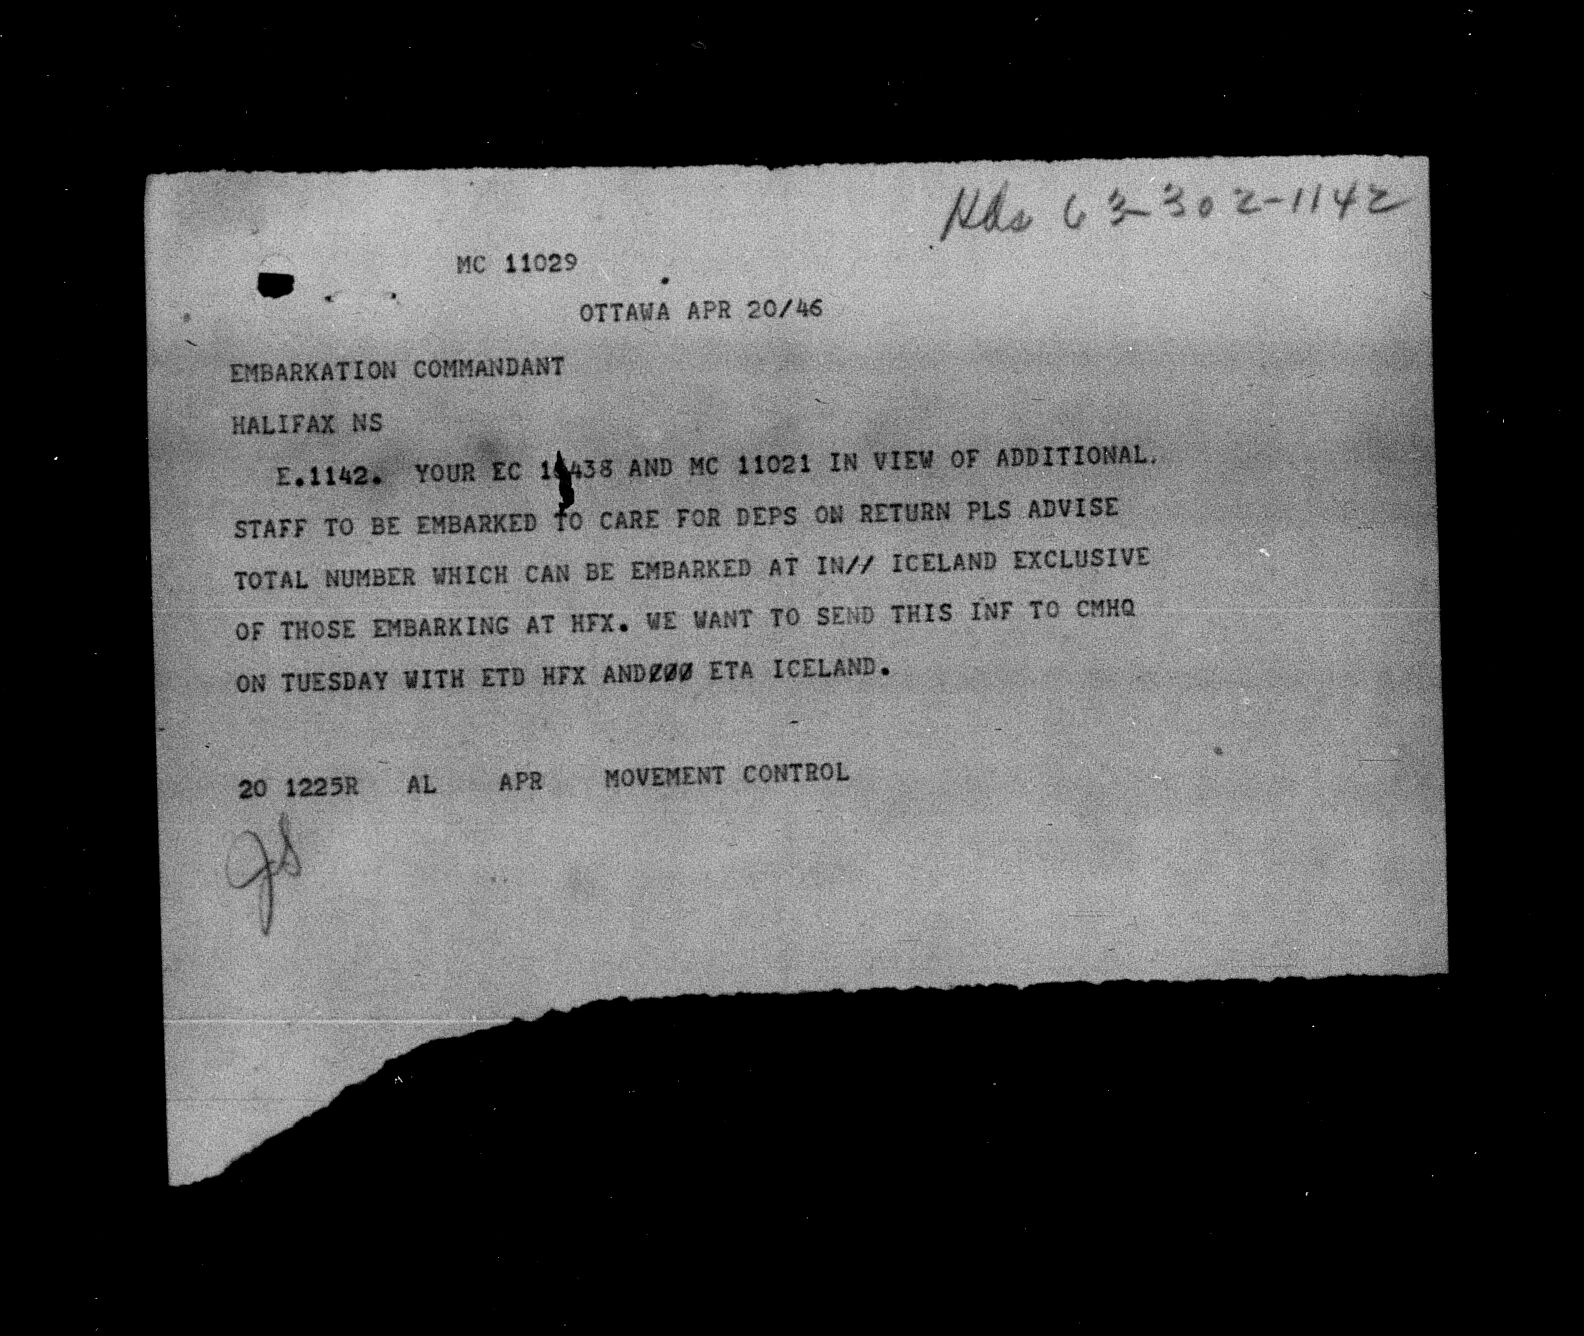 Hds 63-302-1142
MC 11029
OTTAWA APR 20/46
EMBARKATION COMMANDANT
HALIFAX NS
E.1142. YOUR EC AND MC 11021 IN VIEW OF ADDITIONAL.
STAFF TO BE EMBARKED TO CARE FOR DEPS ON RETURN PLS ADVISE
TOTAL NUMBER WHICH CAN BE EMBARKED AT IN// ICELAND EXCLUSIVE
OF THOSE EMBARKING AT HFX. WE WANT TO SEND THIS INF TO CMHQ
ON TUESDAY WITH ETD HFX AND000 ETA ICELAND.
20 1225R AL APR MOVEMENT CONTROL
JS